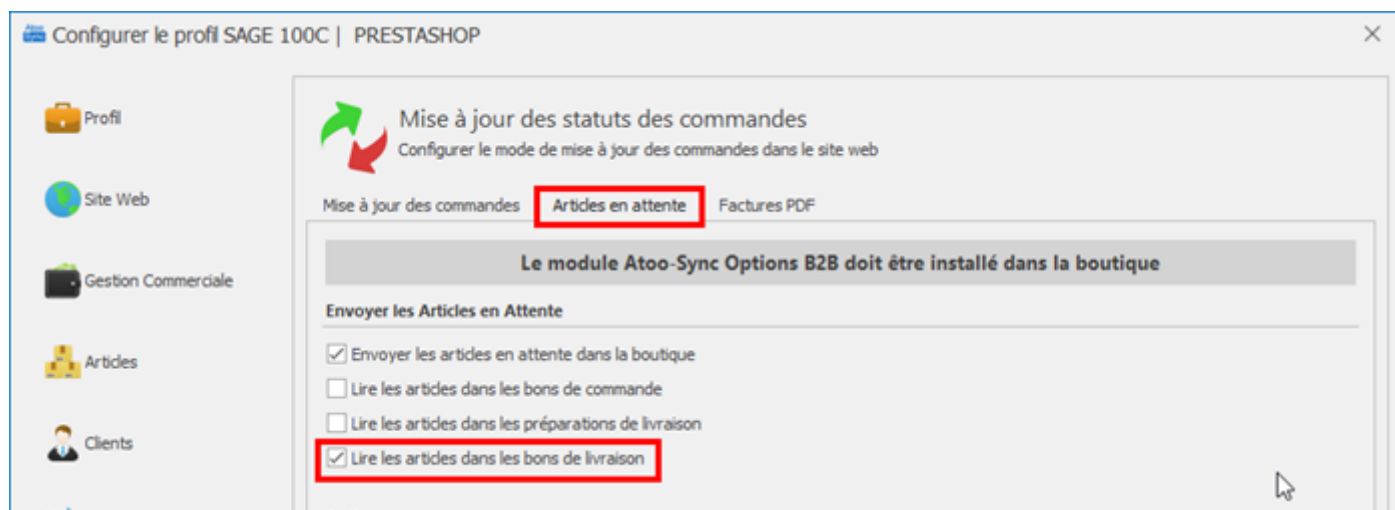 Configurer le profil SAGE 100C | PRESTASHOP
Profil
Site Web
Gestion Commerciale
Articles
Clients
Mise à jour des statuts des commandes
Configurer le mode de mise à jour des commandes dans le site web
Mise à jour des commandes Articles en attente Factures PDF
Le module Atoo-Sync Options B2B doit être installé dans la boutique
Envoyer les Articles en Attente
Envoyer les articles en attente dans la boutique
Lire les articles dans les bons de commande
Lire les articles dans les préparations de livraison
Lire les articles dans les bons de livraison